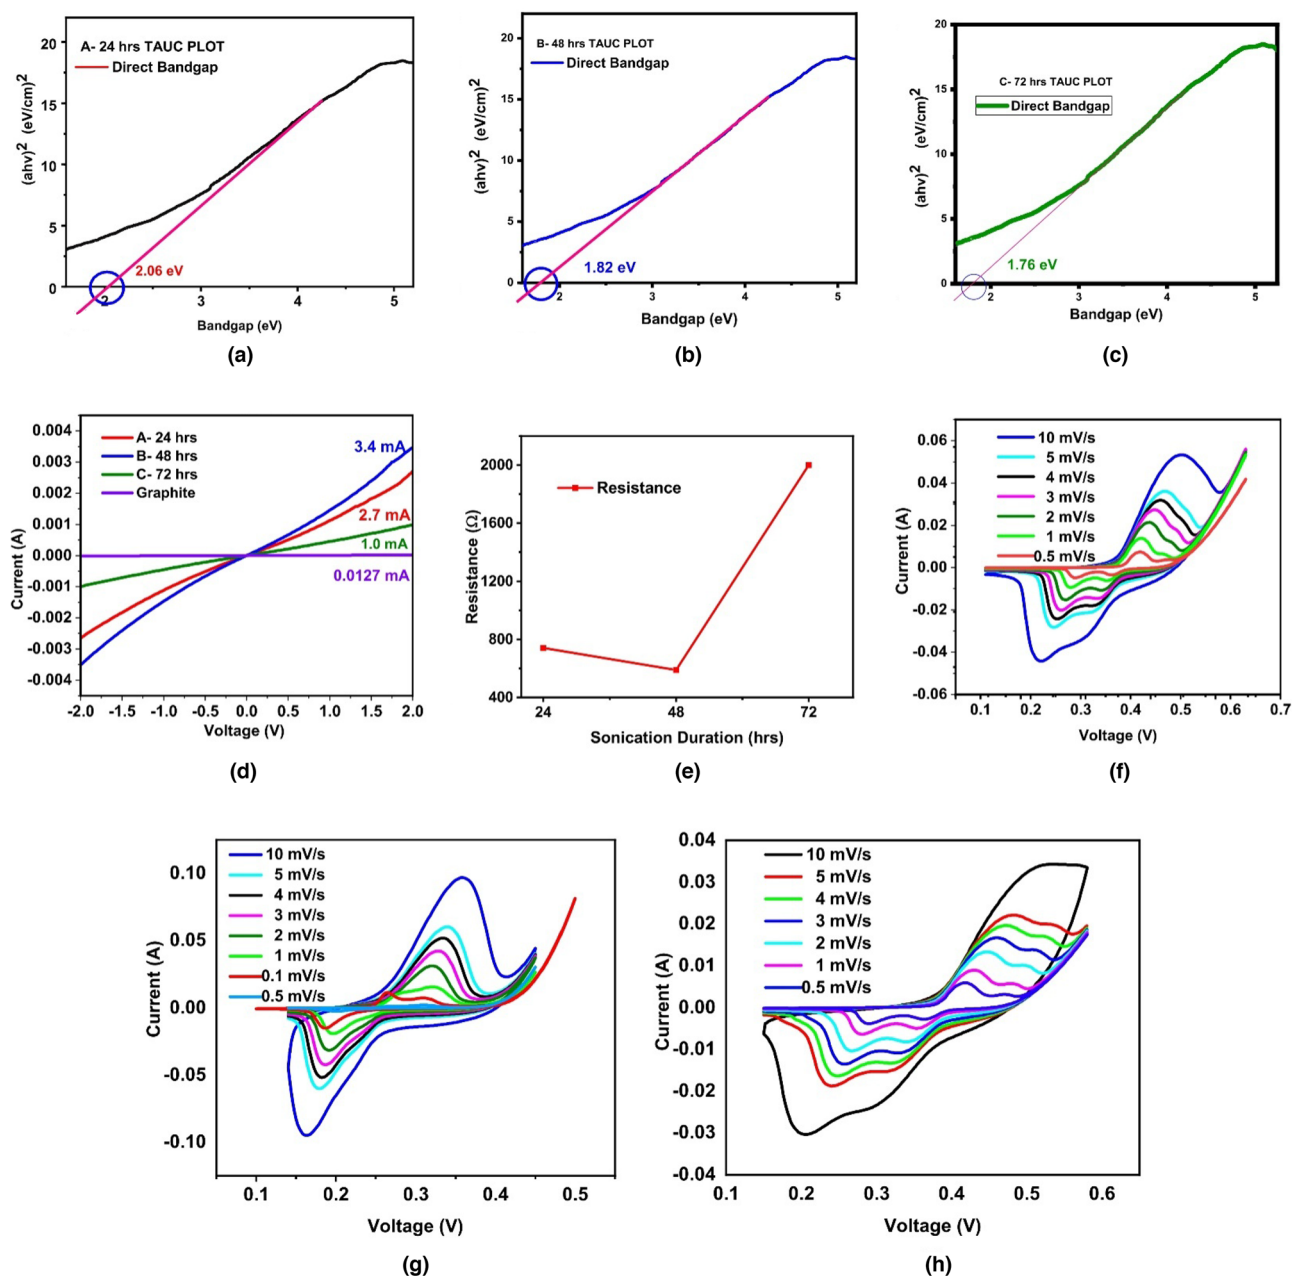 A- 24 hrs TAUC PLOT
Direct Bandgap
(ahv)² (eV/cm)²
20
15
10
5
0
2.06 eV
2
3
4
5
Bandgap (eV)
(a)
B- 48 hrs TAUC PLOT
Direct Bandgap
(ahv)² (eV/cm)²
20
15
10
5
0
1.82 eV
2
3
4
5
Bandgap (eV)
(b)
C- 72 hrs TAUC PLOT
Direct Bandgap
(ahv)² (eV/cm)²
20
15
10
5
0
1.76 eV
2
3
4
5
Bandgap (eV)
(c)
A- 24 hrs
B- 48 hrs
C- 72 hrs
Graphite
3.4 mA
2.7 mA
1.0 mA
0.0127 mA
Current (A)
0.004
0.003
0.002
0.001
0.000
-0.001
-0.002
-0.003
-0.004
-2.0 -1.5 -1.0 -0.5 0.0 0.5 1.0 1.5 2.0
Voltage (V)
(d)
Resistance
Resistance (Ω)
2000
1600
1200
800
400
24 48 72
Sonication Duration (hrs)
(e)
10 mV/s
5 mV/s
4 mV/s
3 mV/s
2 mV/s
1 mV/s
0.5 mV/s
Current (A)
0.06
0.04
0.02
0.00
-0.02
-0.04
-0.06
0.1 0.2 0.3 0.4 0.5 0.6 0.7
Voltage (V)
(f)
10 mV/s
5 mV/s
4 mV/s
3 mV/s
2 mV/s
1 mV/s
0.1 mV/s
0.5 mV/s
Current (A)
0.10
0.05
0.00
-0.05
-0.10
0.1 0.2 0.3 0.4 0.5
Voltage (V)
(g)
10 mV/s
5 mV/s
4 mV/s
3 mV/s
2 mV/s
1 mV/s
0.5 mV/s
Current (A)
0.04
0.03
0.02
0.01
0.00
-0.01
-0.02
-0.03
-0.04
0.1 0.2 0.3 0.4 0.5 0.6
Voltage (V)
(h)